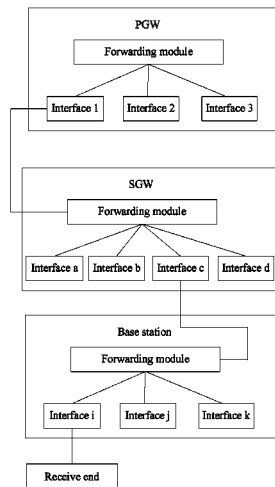 PGW
Forwarding module
Interface 1 Interface 2 Interface 3
SGW
Forwarding module
Interface a Interface b Interface c Interface d
Base station
Forwarding module
Interface i Interface j Interface k
Receive end